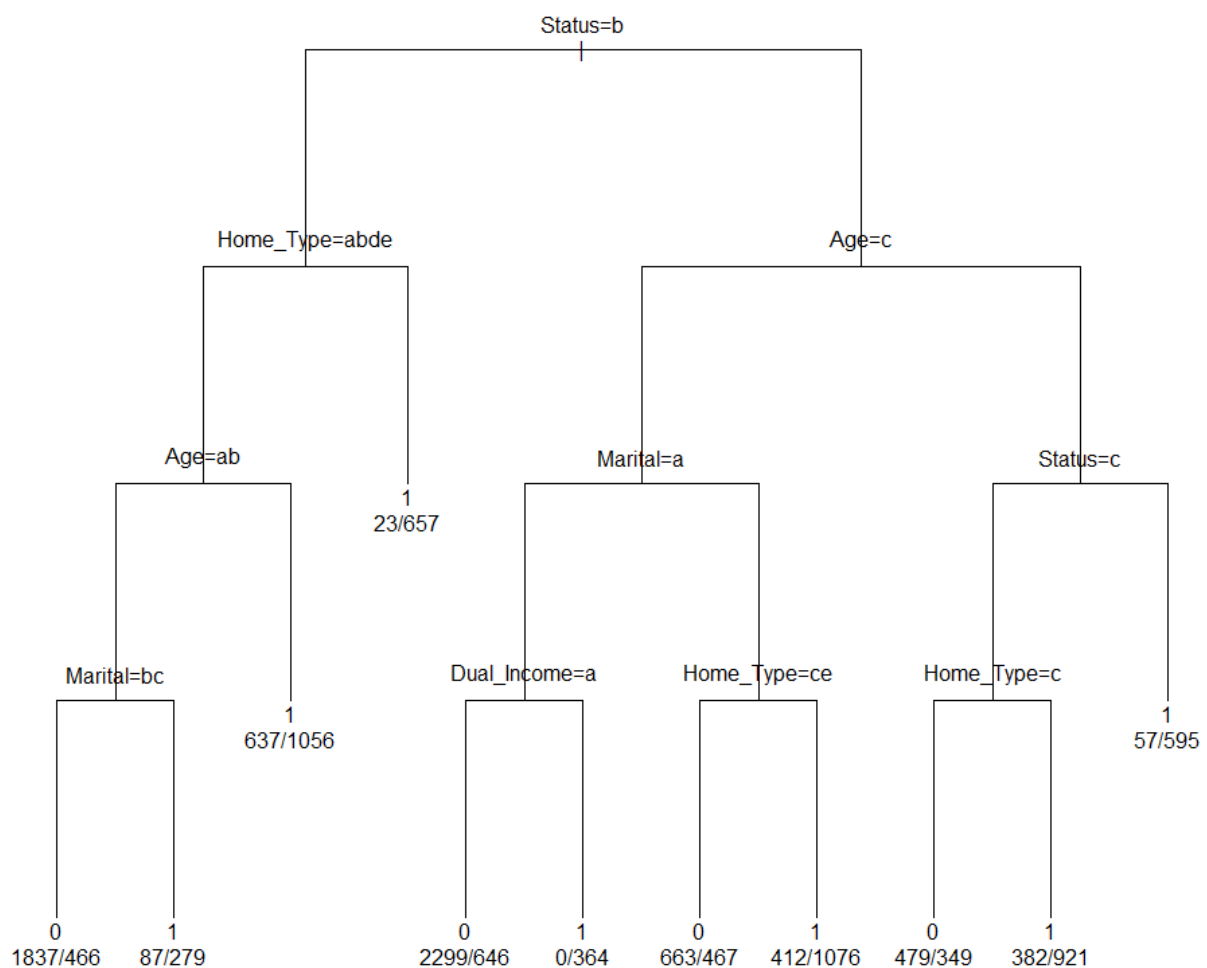 Status=b
Home_Type=abde
Age=c
Age=ab
1
23/657
Marital=a
Status=c
Marital=bc
1
637/1056
Dual_Income=a
Home_Type=ce
Home_Type=c
1
57/595
0
1837/466
1
87/279
0
2299/646
1
0/364
0
663/467
1
412/1076
0
479/349
1
382/921